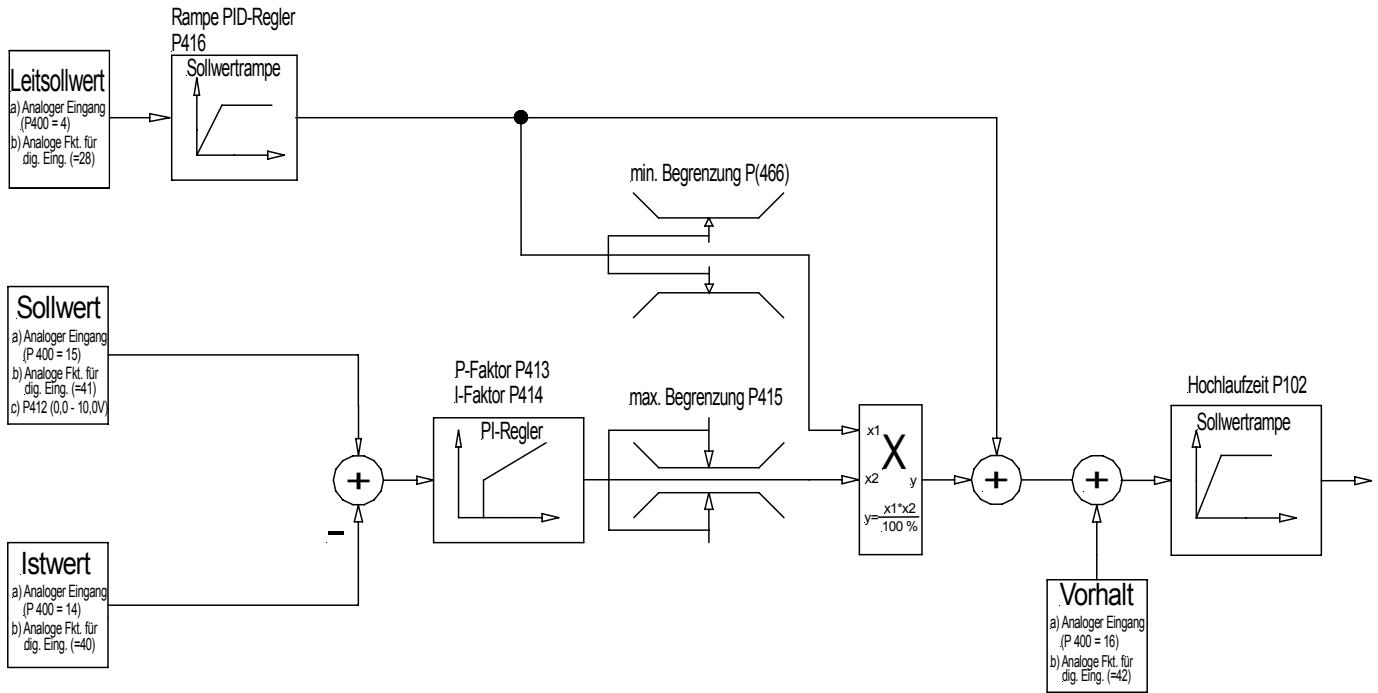 Rampe PID-Regler
P416
Leitsollwert
a) Analoger Eingang
(P400 = 4)
b) Analoge Fkt. für
dig. Eing. (=28)
Sollwertrampe
min. Begrenzung P(466)
Sollwert
a) Analoger Eingang
(P 400 = 15)
b) Analoge Fkt. für
dig. Eing. (=41)
c) P412 (0,0 - 10,0V)
P-Faktor P413
I-Faktor P414
PI-Regler
max. Begrenzung P415
x1
X
x2
y
y=x1*x2
100 %
+
–
+
+
Hochlaufzeit P102
Sollwertrampe
Istwert
a) Analoger Eingang
(P 400 = 14)
b) Analoge Fkt. für
dig. Eing. (=40)
Vorhalt
a) Analoger Eingang
(P 400 = 16)
b) Analoge Fkt. für
dig. Eing. (=42)